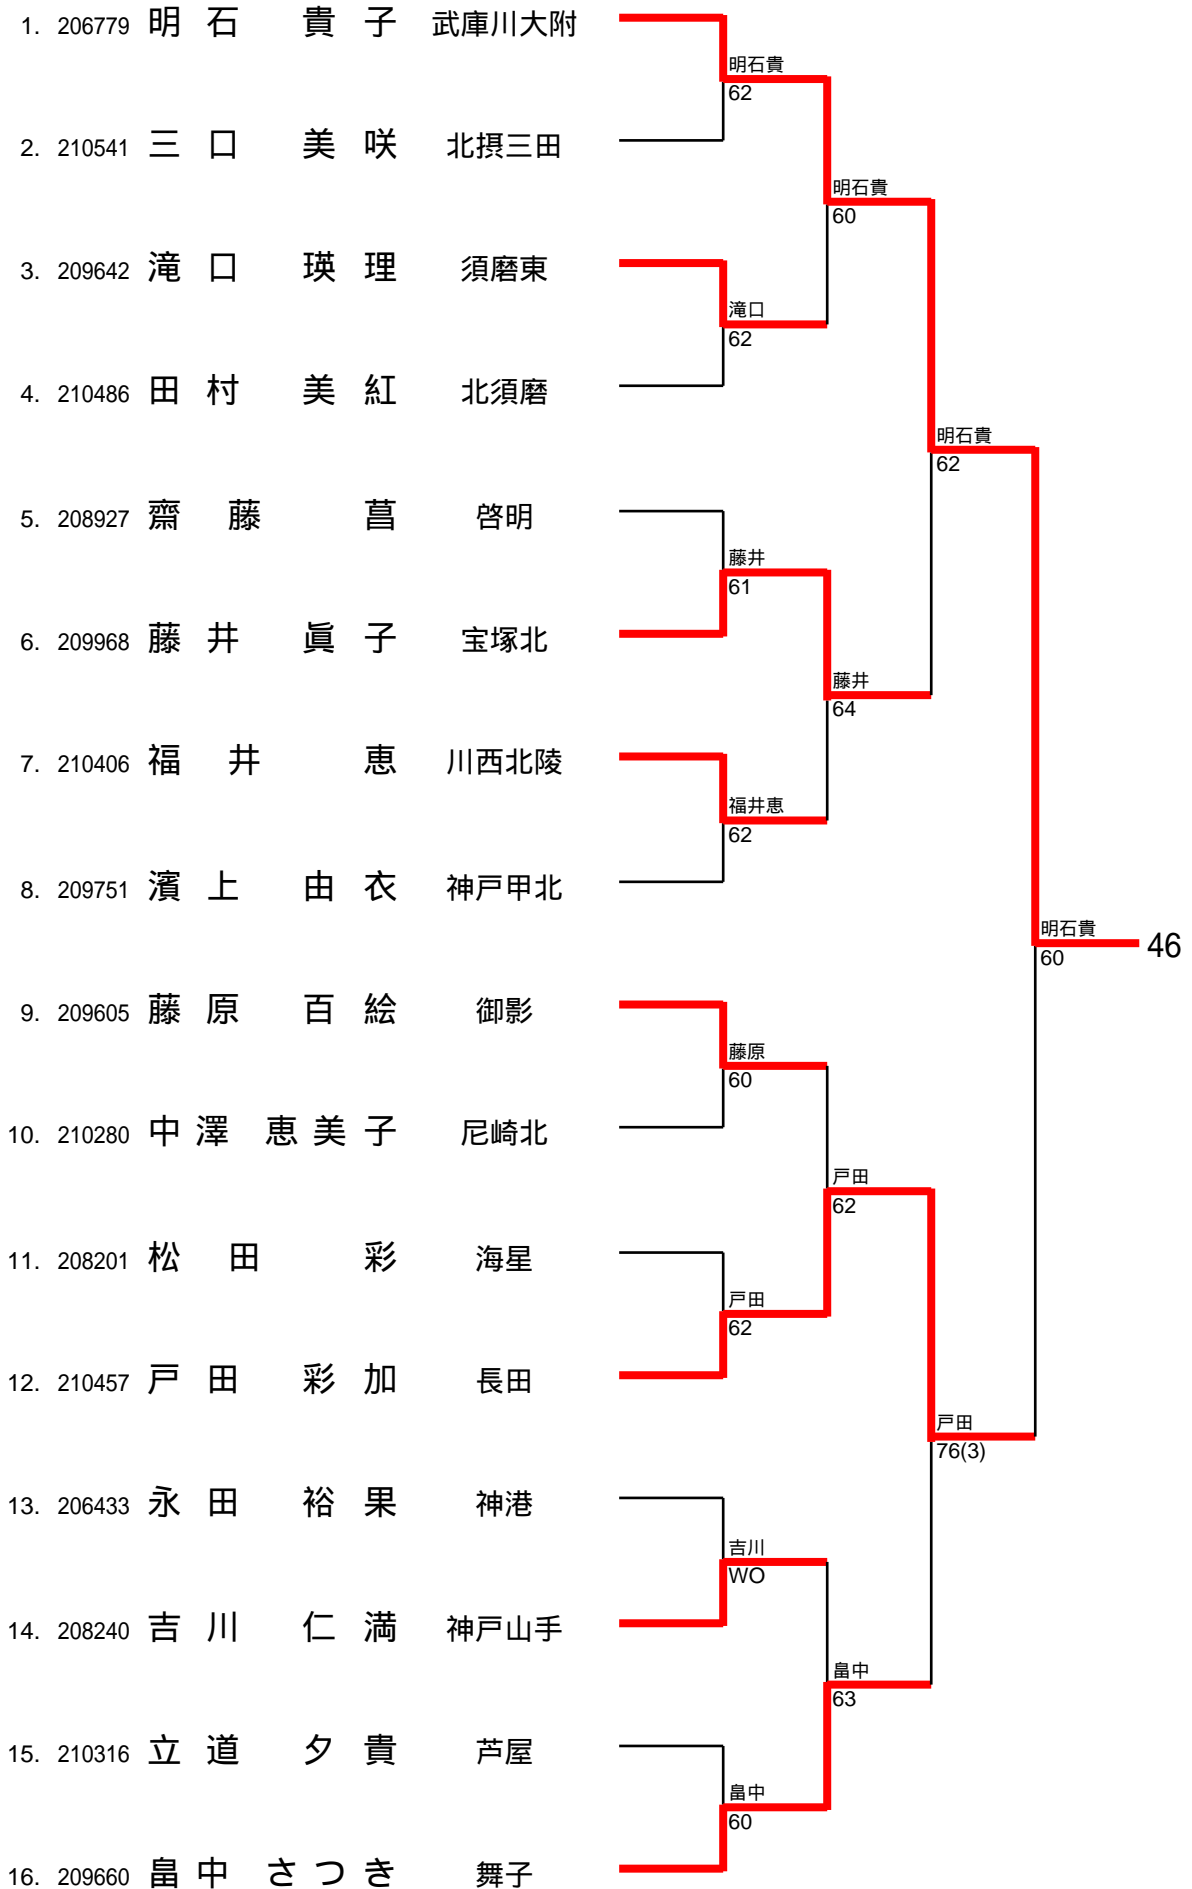 1. 206779 明石 貴子 武庫川大附
明石貴
62
2. 210541 三口 美咲 北摂三田
明石貴
60
3. 209642 滝口 瑛理 須磨東
滝口
62
4. 210486 田村 美紅 北須磨
明石貴
62
5. 208927 齋藤 菖 啓明
藤井
61
6. 209968 藤井 眞子 宝塚北
藤井
64
7. 210406 福井 恵 川西北陵
福井恵
62
8. 209751 濱上 由衣 神戸甲北
明石貴
60
46
9. 209605 藤原 百絵 御影
藤原
60
10. 210280 中澤 恵美子 尼崎北
戸田
62
11. 208201 松田 彩 海星
戸田
62
12. 210457 戸田 彩加 長田
戸田
76(3)
13. 206433 永田 裕果 神港
吉川
WO
14. 208240 吉川 仁満 神戸山手
畠中
63
15. 210316 立道 夕貴 芦屋
畠中
60
16. 209660 畠中 さつき 舞子